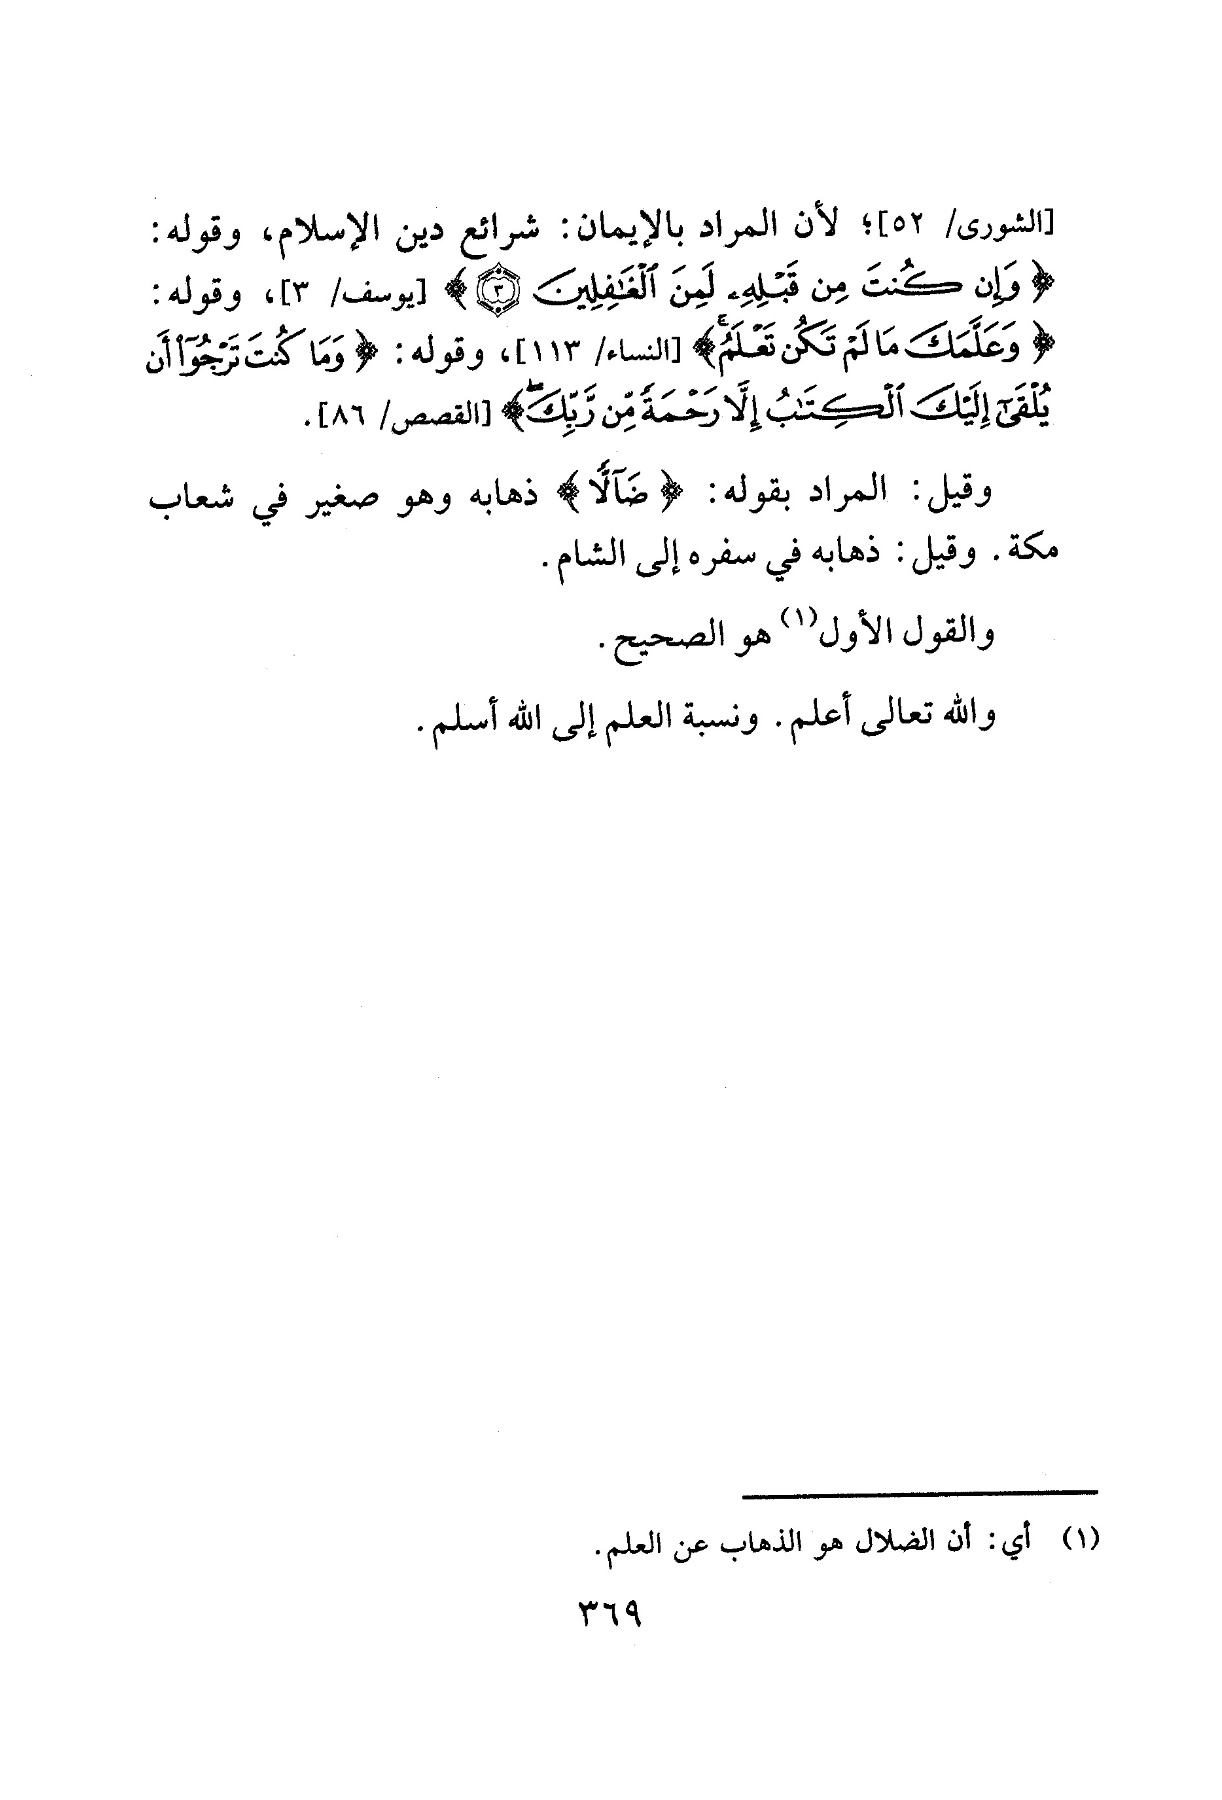 [الشورى/ ٥٢]؛ لأن المراد بالإيمان: شرائع دين الإسلام، وقوله:
﴿وَإِن كُنتَ مِن قَبْلِهِۦ لَمِنَ ٱلْغَٰفِلِينَ ٣﴾ [يوسف/ ٣]، وقوله:
﴿وَعَلَّمَكَ مَا لَمْ تَكُن تَعْلَمُۚ﴾ [النساء/ ١١٣]، وقوله: ﴿وَمَا كُنتَ تَرْجُوٓا۟ أَن
يُلْقَىٰٓ إِلَيْكَ ٱلْكِتَٰبُ إِلَّا رَحْمَةً مِّن رَّبِّكَۖ﴾ [القصص/ ٨٦].
وقيل: المراد بقوله: ﴿ضَآلًّا﴾ ذهابه وهو صغير في شعاب
مكة. وقيل: ذهابه في سفره إلى الشام.
والقول الأول(١) هو الصحيح.
والله تعالى أعلم. ونسبة العلم إلى الله أسلم.
(١) أي: أن الضلال هو الذهاب عن العلم.
٣٦٩